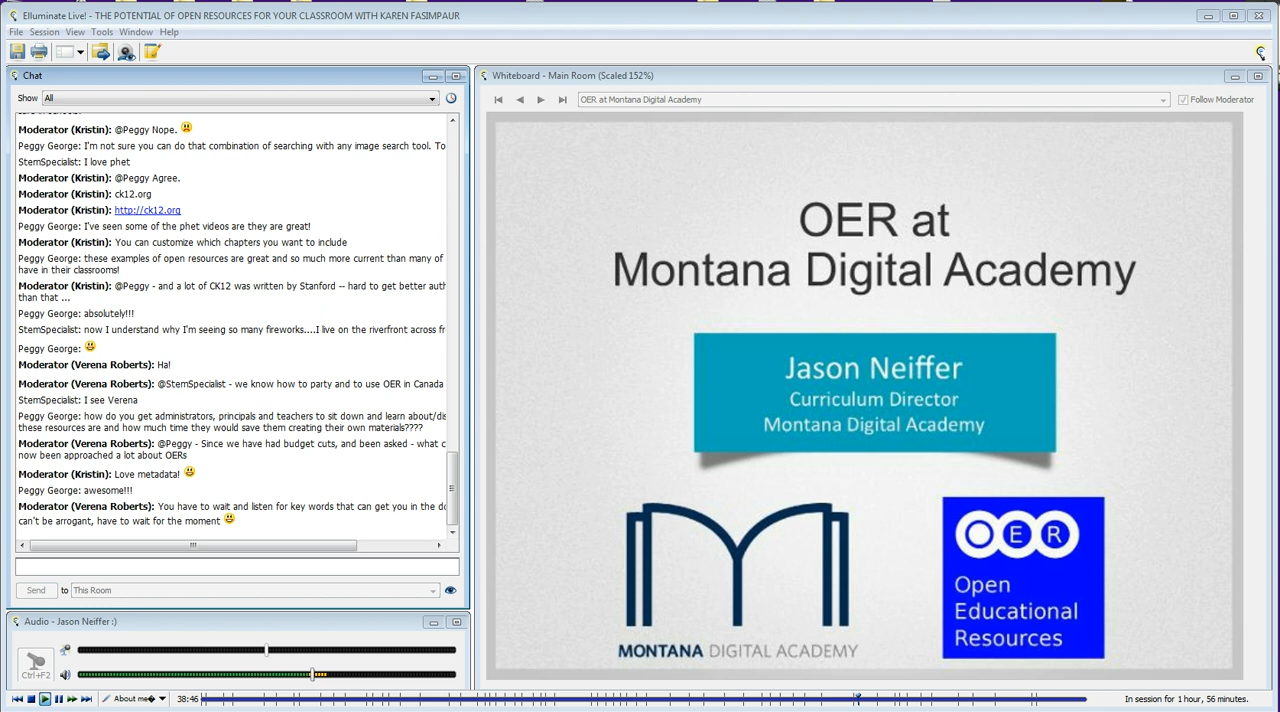 Elluminate Live! - THE POTENTIAL OF OPEN RESOURCES FOR YOUR CLASSROOM WITH KAREN FASIMPAUR
File Session View Tools Window Help
Chat
Show All
Moderator (Kristin): @Peggy Nope.
Peggy George: I'm not sure you can do that combination of searching with any image search tool. To
StemSpecialist: I love phet
Moderator (Kristin): @Peggy Agree.
Moderator (Kristin): ck12.org
Moderator (Kristin): http://ck12.org
Peggy George: I've seen some of the phet videos are they are great!
Moderator (Kristin): You can customize which chapters you want to include
Peggy George: these examples of open resources are great and so much more current than many of
have in their classrooms!
Moderator (Kristin): @Peggy - and a lot of CK12 was written by Stanford -- hard to get better auth
than that ...
Peggy George: absolutely!!!
StemSpecialist: now I understand why I'm seeing so many fireworks....I live on the riverfront across fr
Peggy George:
Moderator (Verena Roberts): Ha!
Moderator (Verena Roberts): @StemSpecialist - we know how to party and to use OER in Canada
StemSpecialist: I see Verena
Peggy George: how do you get administrators, principals and teachers to sit down and learn about/dis
these resources are and how much time they would save them creating their own materials????
Moderator (Verena Roberts): @Peggy - Since we have had budget cuts, and been asked - what c
now been approached a lot about OERs
Moderator (Kristin): Love metadata!
Peggy George: awesome!!!
Moderator (Verena Roberts): You have to wait and listen for key words that can get you in the do
can't be arrogant, have to wait for the moment
Send to This Room
Audio - Jason Neiffer :)
Ctrl+F2
About me
38:46
In session for 1 hour, 56 minutes.
Whiteboard - Main Room (Scaled 152%)
OER at Montana Digital Academy
Follow Moderator
OER at
Montana Digital Academy
Jason Neiffer
Curriculum Director
Montana Digital Academy
MONTANA DIGITAL ACADEMY
OER
Open
Educational
Resources